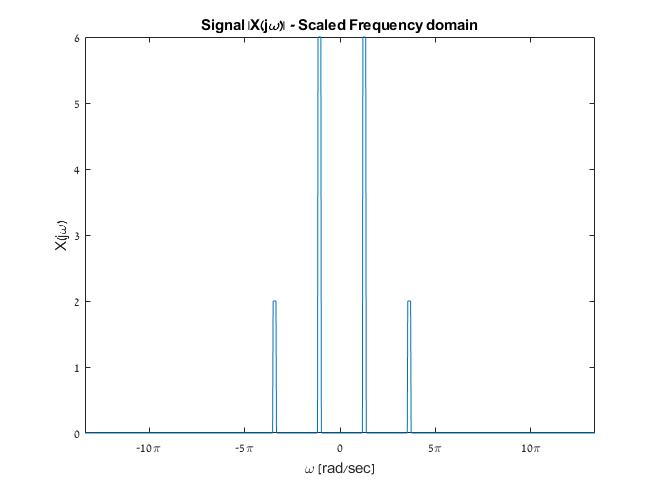 Signal |X(jω)| - Scaled Frequency domain
6
5
4
3
2
1
0
X(jω)
-10π -5π 0 5π 10π
ω [rad/sec]